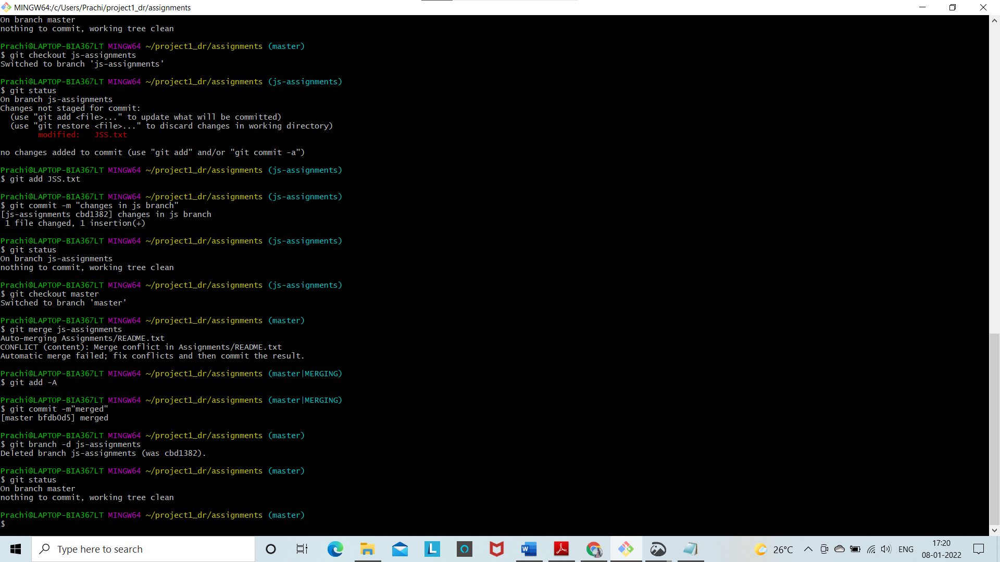 MINGW64:/c/Users/Prachi/project1_dr/assignments
On branch master
nothing to commit, working tree clean
Prachi@LAPTOP-BIA367LT MINGW64 ~/project1_dr/assignments (master)
$ git checkout js-assignments
Switched to branch 'js-assignments'
Prachi@LAPTOP-BIA367LT MINGW64 ~/project1_dr/assignments (js-assignments)
$ git status
On branch js-assignments
Changes not staged for commit:
  (use "git add <file>..." to update what will be committed)
  (use "git restore <file>..." to discard changes in working directory)
        modified:   JSS.txt
no changes added to commit (use "git add" and/or "git commit -a")
Prachi@LAPTOP-BIA367LT MINGW64 ~/project1_dr/assignments (js-assignments)
$ git add JSS.txt
Prachi@LAPTOP-BIA367LT MINGW64 ~/project1_dr/assignments (js-assignments)
$ git commit -m "changes in js branch"
[js-assignments cbd1382] changes in js branch
 1 file changed, 1 insertion(+)
Prachi@LAPTOP-BIA367LT MINGW64 ~/project1_dr/assignments (js-assignments)
$ git status
On branch js-assignments
nothing to commit, working tree clean
Prachi@LAPTOP-BIA367LT MINGW64 ~/project1_dr/assignments (js-assignments)
$ git checkout master
Switched to branch 'master'
Prachi@LAPTOP-BIA367LT MINGW64 ~/project1_dr/assignments (master)
$ git merge js-assignments
Auto-merging Assignments/README.txt
CONFLICT (content): Merge conflict in Assignments/README.txt
Automatic merge failed; fix conflicts and then commit the result.
Prachi@LAPTOP-BIA367LT MINGW64 ~/project1_dr/assignments (master|MERGING)
$ git add -A
Prachi@LAPTOP-BIA367LT MINGW64 ~/project1_dr/assignments (master|MERGING)
$ git commit -m"merged"
[master bfdb0d5] merged
Prachi@LAPTOP-BIA367LT MINGW64 ~/project1_dr/assignments (master)
$ git branch -d js-assignments
Deleted branch js-assignments (was cbd1382).
Prachi@LAPTOP-BIA367LT MINGW64 ~/project1_dr/assignments (master)
$ git status
On branch master
nothing to commit, working tree clean
Prachi@LAPTOP-BIA367LT MINGW64 ~/project1_dr/assignments (master)
$
Type here to search
L
W
26°C
ENG
17:20
08-01-2022